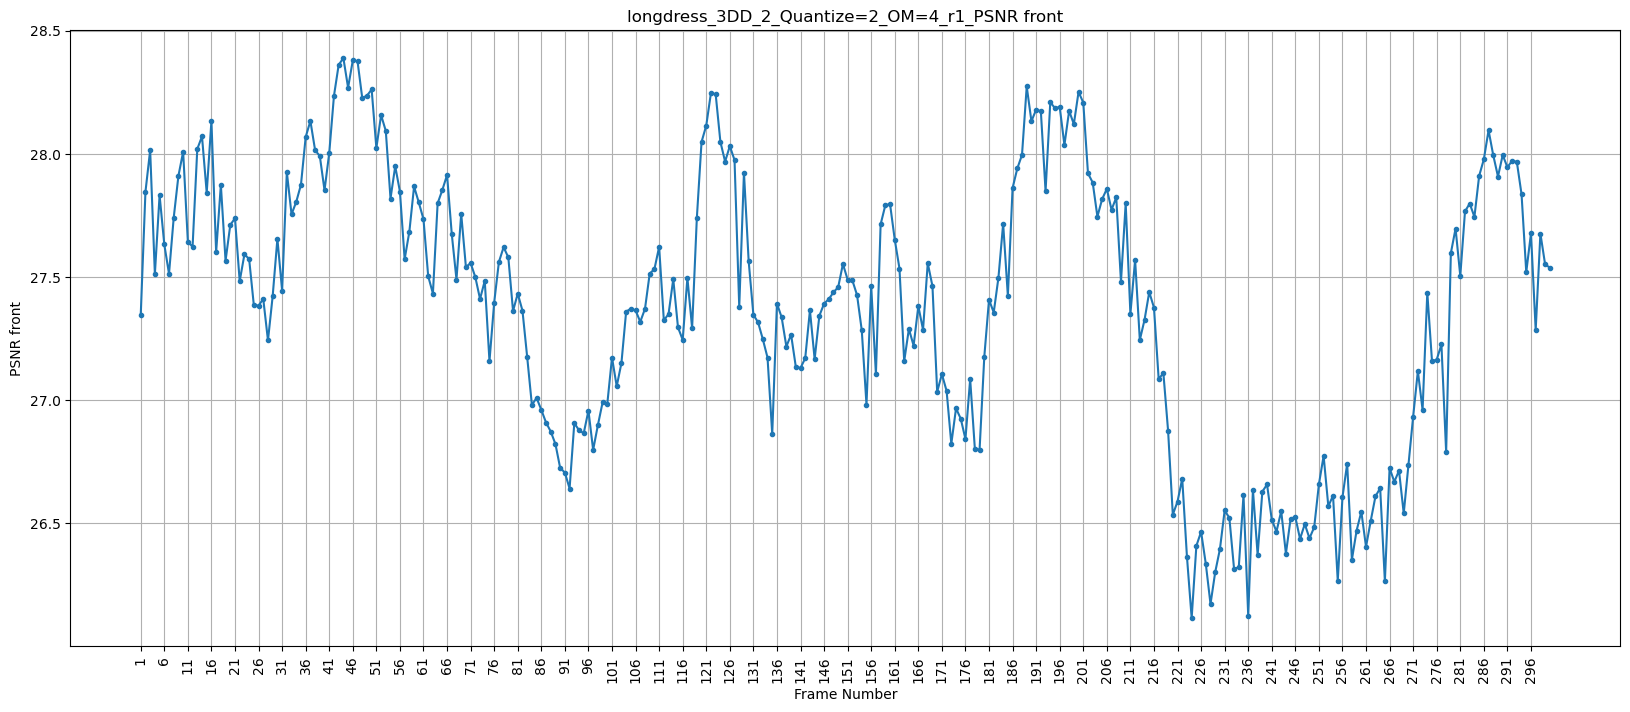 longdress_3DD_2_Quantize=2_OM=4_r1_PSNR front
28.5
28.0
27.5
27.0
26.5
PSNR front
1 6 11 16 21 26 31 36 41 46 51 56 61 66 71 76 81 86 91 96 101 106 111 116 121 126 131 136 141 146 151 156 161 166 171 176 181 186 191 196 201 206 211 216 221 226 231 236 241 246 251 256 261 266 271 276 281 286 291 296
Frame Number